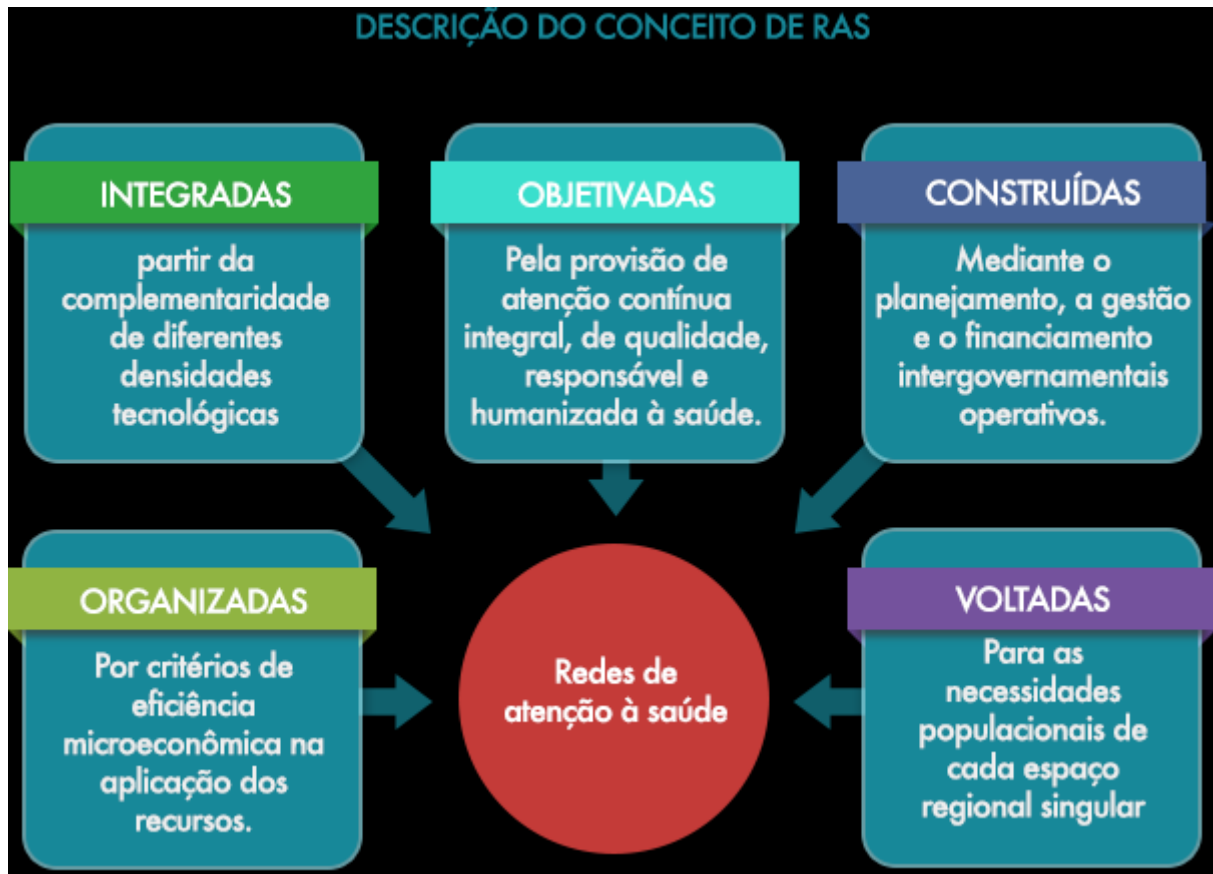 DESCRIÇÃO DO CONCEITO DE RAS
INTEGRADAS
partir da
complementaridade
de diferentes
densidades
tecnológicas
OBJETIVADAS
Pela provisão de
atenção contínua
integral, de qualidade,
responsável e
humanizada à saúde.
CONSTRUÍDAS
Mediante o
planejamento, a gestão
e o financiamento
intergovernamentais
operativos.
ORGANIZADAS
Por critérios de
eficiência
microeconômica na
aplicação dos
recursos.
Redes de
atenção à saúde
VOLTADAS
Para as
necessidades
populacionais de
cada espaço
regional singular